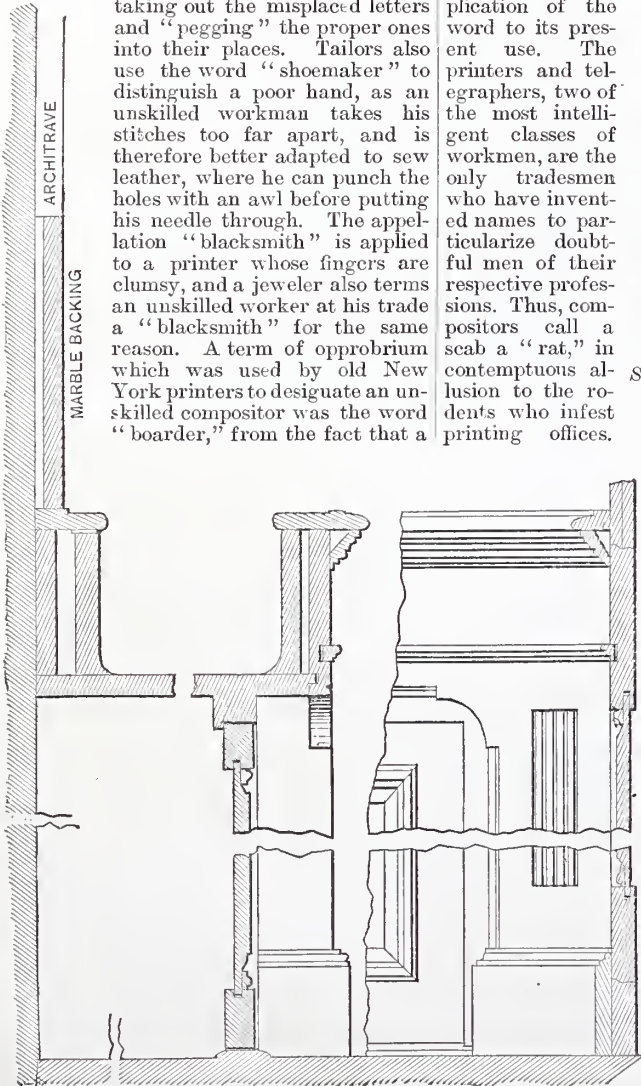 taking out the misplaced letters
and “pegging” the proper ones
into their places. Tailors also
use the word “shoemaker” to
distinguish a poor hand, as an
unskilled workman takes his
stitches too far apart, and is
therefore better adapted to sew
leather, where he can punch the
holes with an awl before putting
his needle through. The appel-
lation “blacksmith” is applied
to a printer whose fingers are
clumsy, and a jeweler also terms
an unskilled worker at his trade
a “blacksmith” for the same
reason. A term of opprobrium
which was used by old New
York printers to desiguate an un-
skilled compositor was the word
“boarder,” from the fact that a
plication of the
word to its pres-
ent use. The
printers and tel-
egraphers, two of
the most intelli-
gent classes of
workmen, are the
only tradesmen
who have invent-
ed names to par-
ticularize doubt-
ful men of their
respective profes-
sions. Thus, com-
positors call a
scab a “rat,” in
contemptuous al-
lusion to the ro-
dents who infest
printing offices.
S
ARCHITRAVE
MARBLE BACKING